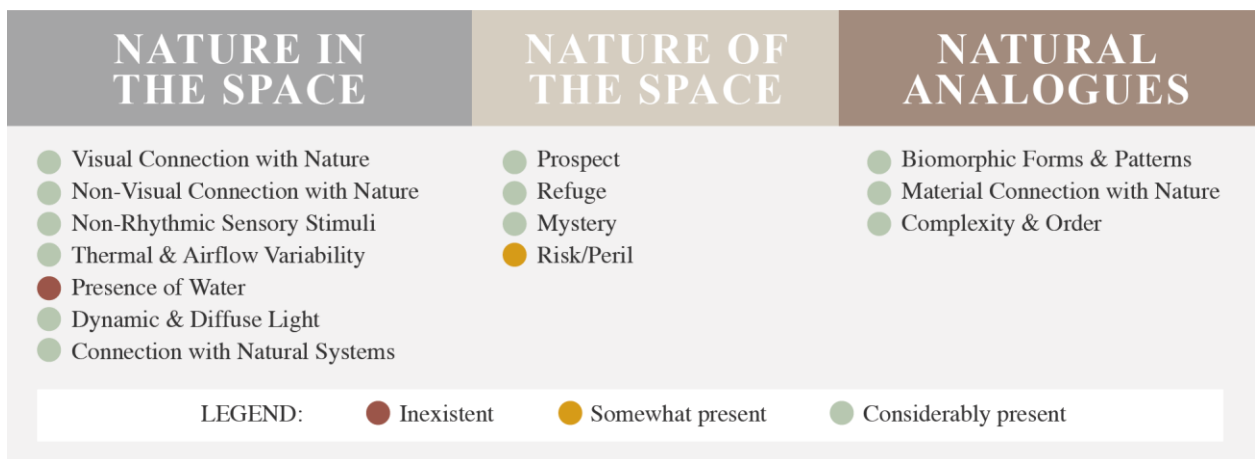 NATURE IN
THE SPACE
NATURE OF
THE SPACE
NATURAL
ANALOGUES
Visual Connection with Nature
Non-Visual Connection with Nature
Non-Rhythmic Sensory Stimuli
Thermal & Airflow Variability
Presence of Water
Dynamic & Diffuse Light
Connection with Natural Systems
Prospect
Refuge
Mystery
Risk/Peril
Biomorphic Forms & Patterns
Material Connection with Nature
Complexity & Order
LEGEND: Inexistent Somewhat present Considerably present